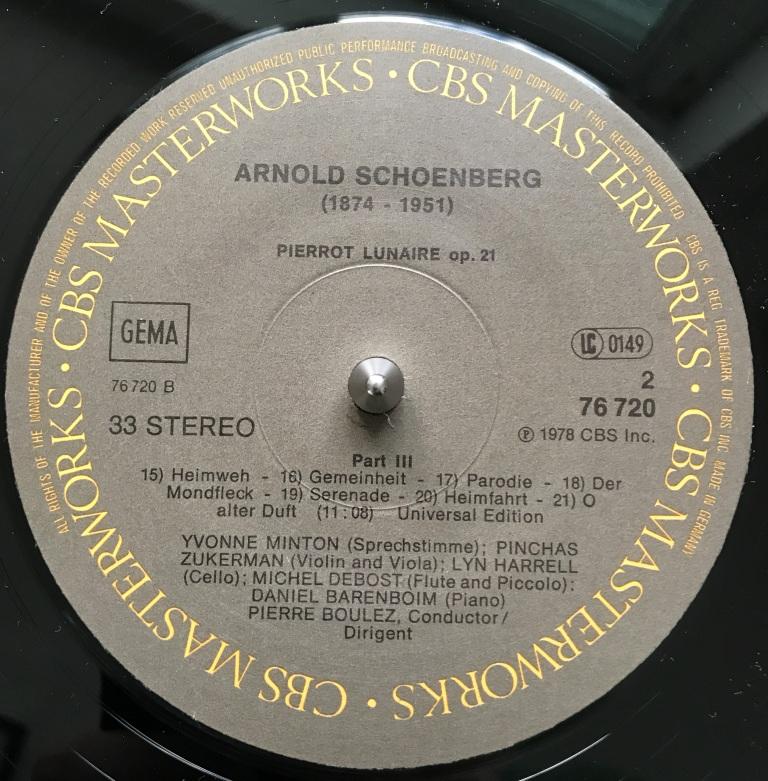 ALL RIGHTS OF THE MANUFACTURER AND OF THE OWNER OF THE RECORDED WORK RESERVED UNAUTHORIZED PUBLIC PERFORMANCE BROADCASTING AND COPYING OF THIS RECORD PROHIBITED CBS IS A REG TRADEMARK OF CBS INC MADE IN GERMANY
CBS MASTERWORKS · CBS MASTERWORKS · CBS MASTERWORKS · CBS MASTERWORKS ·
ARNOLD SCHOENBERG
(1874 - 1951)
PIERROT LUNAIRE op. 21
GEMA
LC 0149
76 720 B
2
76 720
33 STEREO
℗ 1978 CBS Inc.
Part III
15) Heimweh - 16) Gemeinheit - 17) Parodie - 18) Der
Mondfleck - 19) Serenade - 20) Heimfahrt - 21) O
alter Duft (11:08) Universal Edition
YVONNE MINTON (Sprechstimme); PINCHAS
ZUKERMAN (Violin and Viola); LYN HARRELL
(Cello); MICHEL DEBOST (Flute and Piccolo);
DANIEL BARENBOIM (Piano)
PIERRE BOULEZ, Conductor/
Dirigent